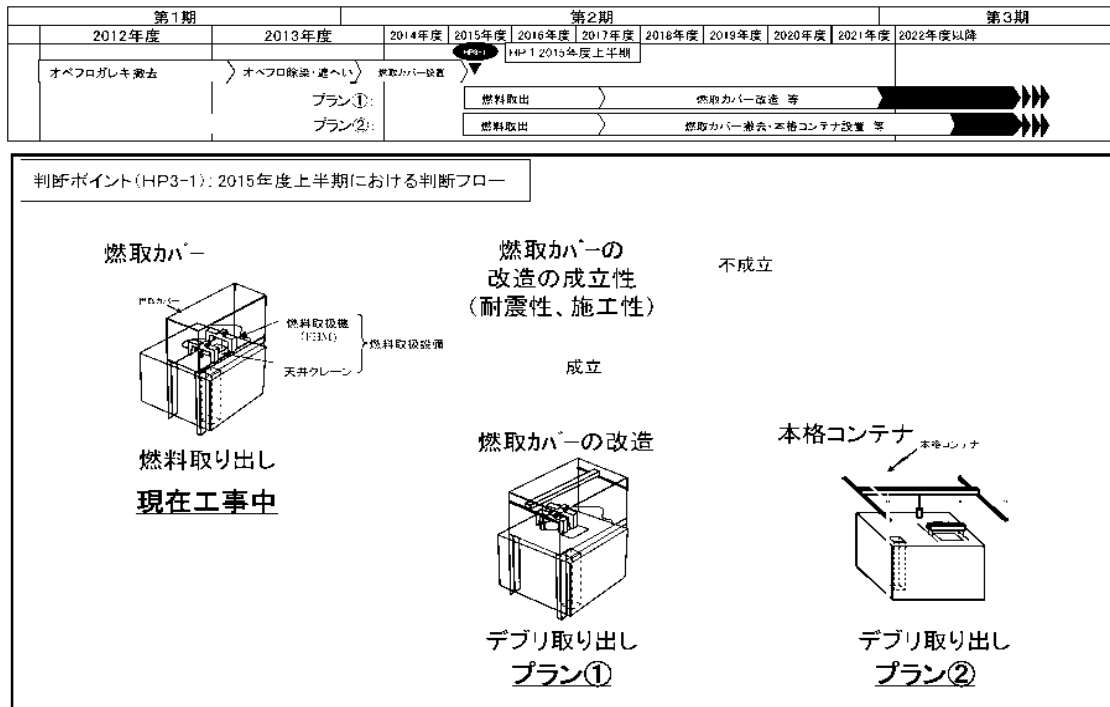 第1期 第2期 第3期
2012年度 2013年度 2014年度 2015年度 2016年度 2017年度 2018年度 2019年度 2020年度 2021年度 2022年度以降
HP3-1 HP-1 2015年度上半期
オペフロガレキ撤去 オペフロ除染・遮へい 燃取カバー設置
プラン①: 燃料取出 燃取カバー改造 等
プラン②: 燃料取出 燃取カバー撤去・本格コンテナ設置 等
判断ポイント(HP3-1): 2015年度上半期における判断フロー
燃取カバー
燃取カバー
燃料取扱機
(FHM)
燃料取扱設備
天井クレーン
燃料取り出し
現在工事中
燃取カバーの
改造の成立性
(耐震性、施工性)
不成立
成立
燃取カバーの改造
デブリ取り出し
プラン①
本格コンテナ
本格コンテナ
デブリ取り出し
プラン②